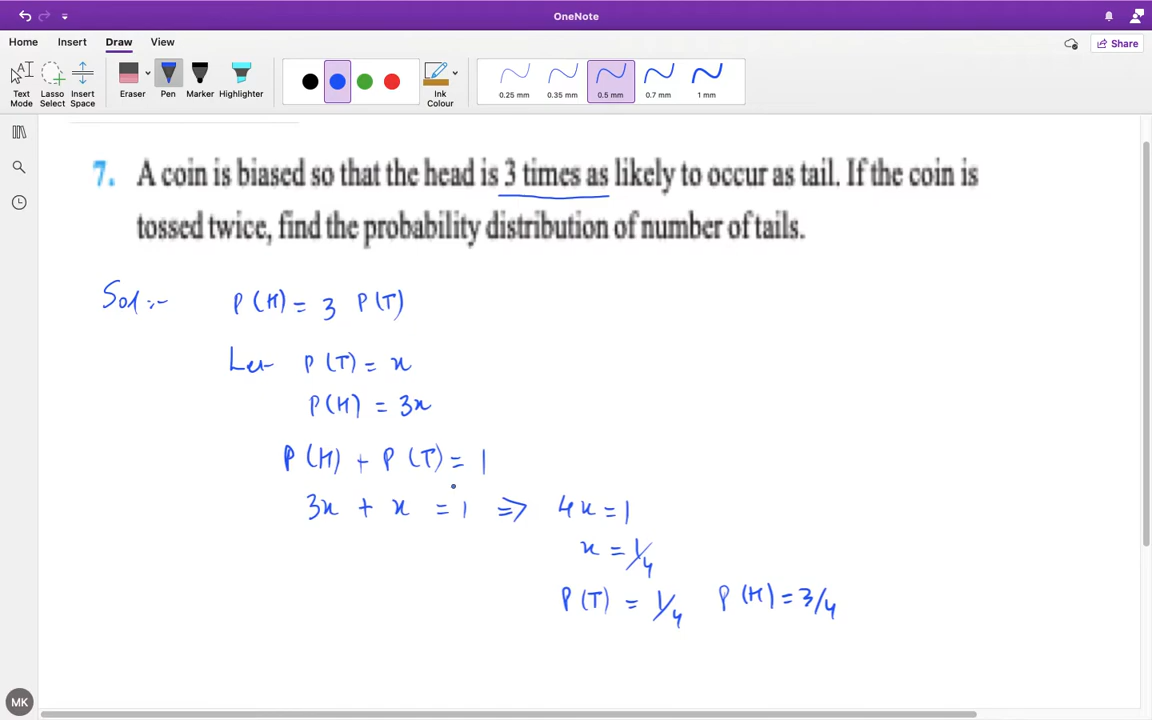 OneNote
Home Insert Draw View
Share
Text Mode
Lasso Select
Insert Space
Eraser
Pen
Marker
Highlighter
Ink Colour
0.25 mm
0.35 mm
0.5 mm
0.7 mm
1 mm
7. A coin is biased so that the head is 3 times as likely to occur as tail. If the coin is
tossed twice, find the probability distribution of number of tails.
Sol:- P(H) = 3 P(T)
Let P(T) = x
P(H) = 3x
P(H) + P(T) = 1
3x + x = 1 => 4x = 1
x = 1/4
P(T) = 1/4 P(H) = 3/4
MK